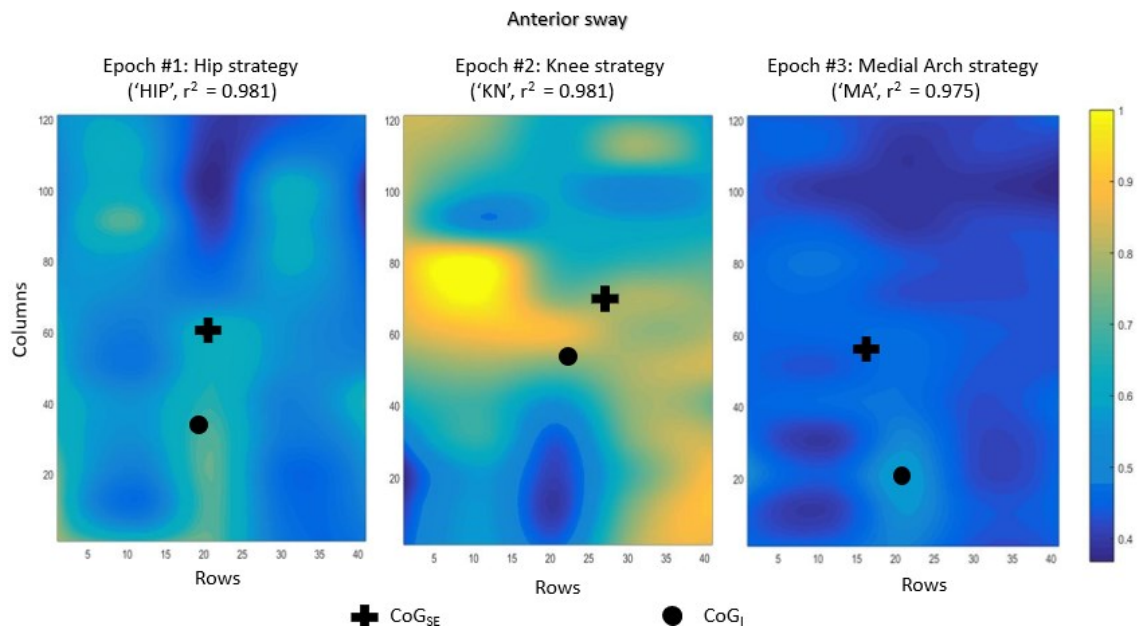 Anterior sway
Epoch #1: Hip strategy
('HIP', r² = 0.981)
Epoch #2: Knee strategy
('KN', r² = 0.981)
Epoch #3: Medial Arch strategy
('MA', r² = 0.975)
Columns
120
100
80
60
40
20
5 10 15 20 25 30 35 40
Rows
120
100
80
60
40
20
5 10 15 20 25 30 35 40
Rows
120
100
80
60
40
20
5 10 15 20 25 30 35 40
Rows
1
0.9
0.8
0.7
0.6
0.5
0.4
CoG_SE
CoG_I